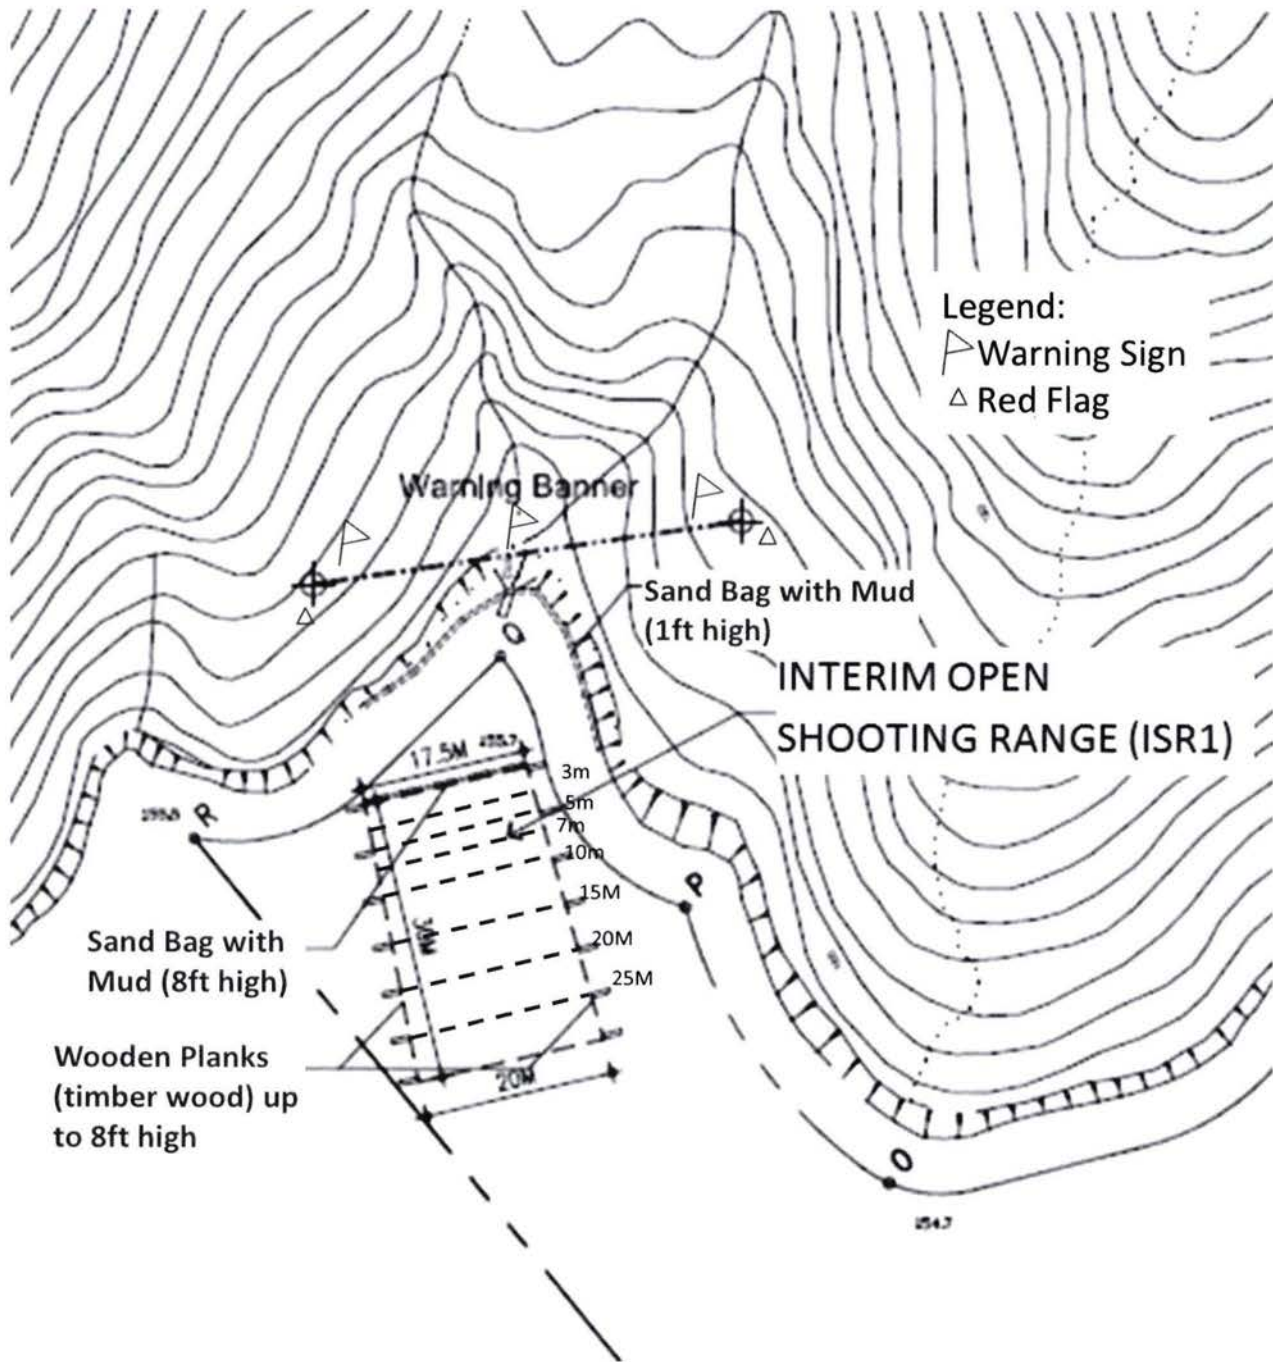 Legend:
Warning Sign
Red Flag
Warning Banner
Sand Bag with Mud
(1ft high)
INTERIM OPEN
SHOOTING RANGE (ISR1)
Q
17.5M
3m
5m
7m
10m
15M
20M
25M
R
P
Sand Bag with
Mud (8ft high)
Wooden Planks
(timber wood) up
to 8ft high
20M
O
154.7